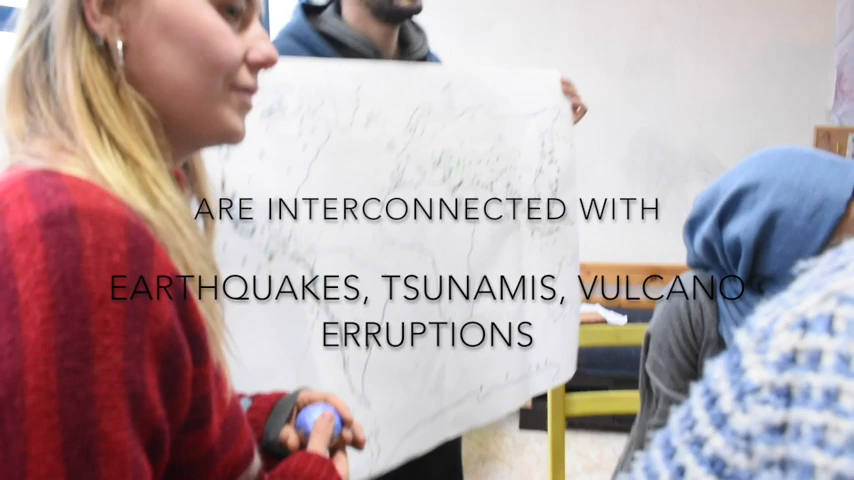 ARE INTERCONNECTED WITH
EARTHQUAKES, TSUNAMIS, VULCANO
ERRUPTIONS